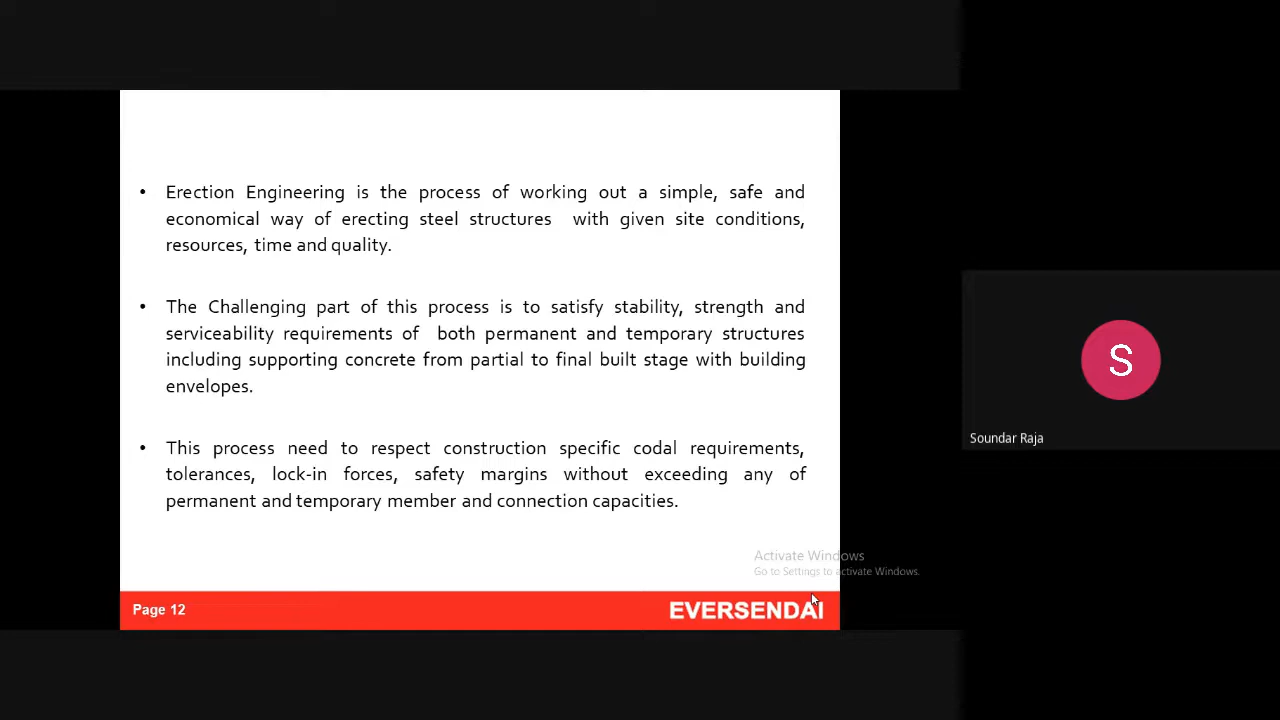 • Erection Engineering is the process of working out a simple, safe and
economical way of erecting steel structures with given site conditions,
resources, time and quality.
• The Challenging part of this process is to satisfy stability, strength and
serviceability requirements of both permanent and temporary structures
including supporting concrete from partial to final built stage with building
envelopes.
• This process need to respect construction specific codal requirements,
tolerances, lock-in forces, safety margins without exceeding any of
permanent and temporary member and connection capacities.
Activate Windows
Go to Settings to activate Windows.
Page 12
EVERSENDAI
S
Soundar Raja